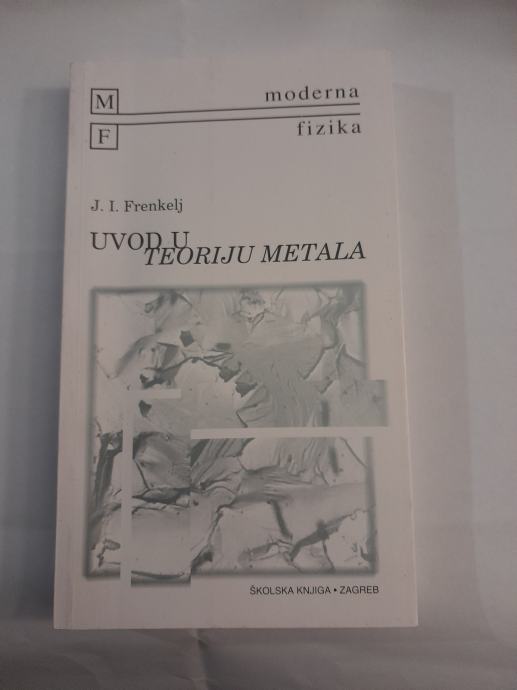 M moderna
F fizika
J. I. Frenkelj
UVOD U
TEORIJU METALA
ŠKOLSKA KNJIGA • ZAGREB